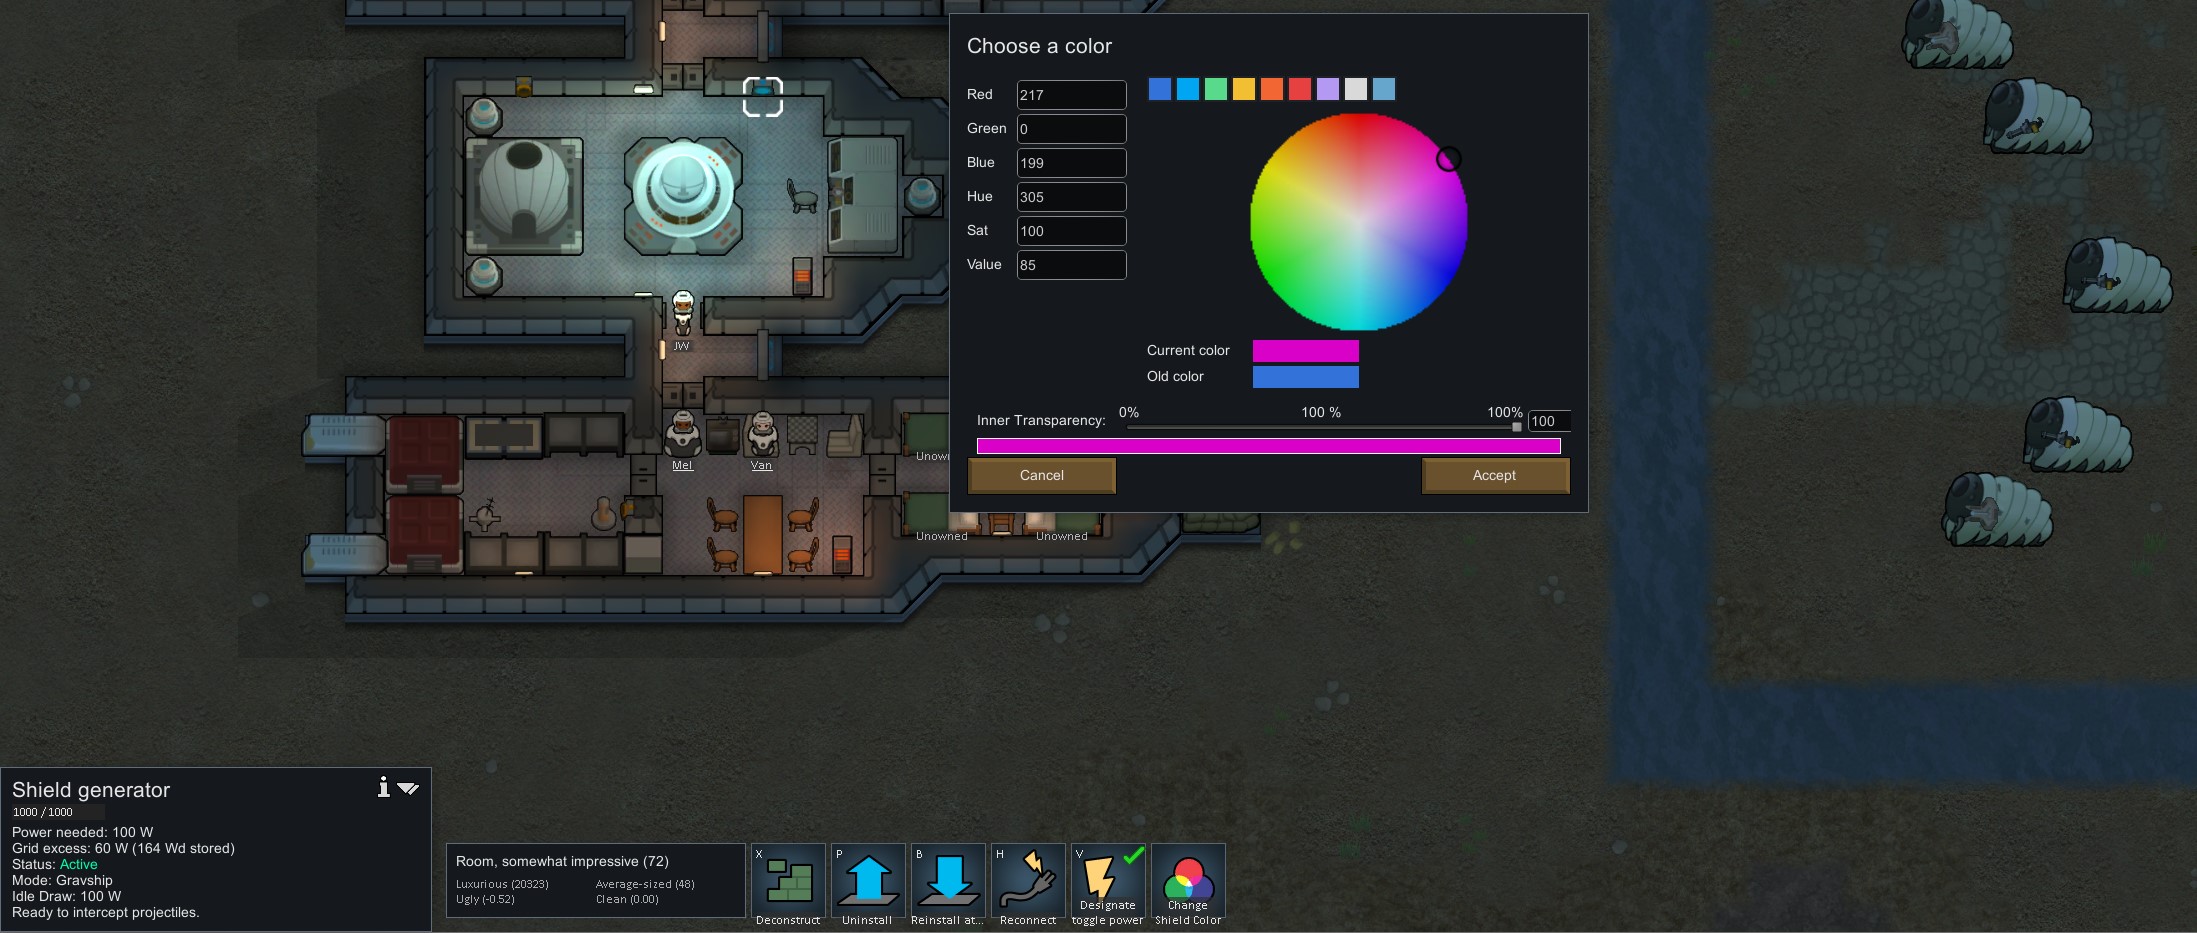 Choose a color
Red 217
Green 0
Blue 199
Hue 305
Sat 100
Value 85
Current color
Old color
Inner Transparency: 0% 100 % 100% 100
Cancel Accept
JW
Mel Van
Unown
Unowned Unowned
Shield generator
1000 / 1000
Power needed: 100 W
Grid excess: 60 W (164 Wd stored)
Status: Active
Mode: Gravship
Idle Draw: 100 W
Ready to intercept projectiles.
Room, somewhat impressive (72)
Luxurious (20323) Average-sized (48)
Ugly (-0.52) Clean (0.00)
X
Deconstruct
P
Uninstall
B
Reinstall at...
H
Reconnect
V
Designate
toggle power
Change
Shield Color